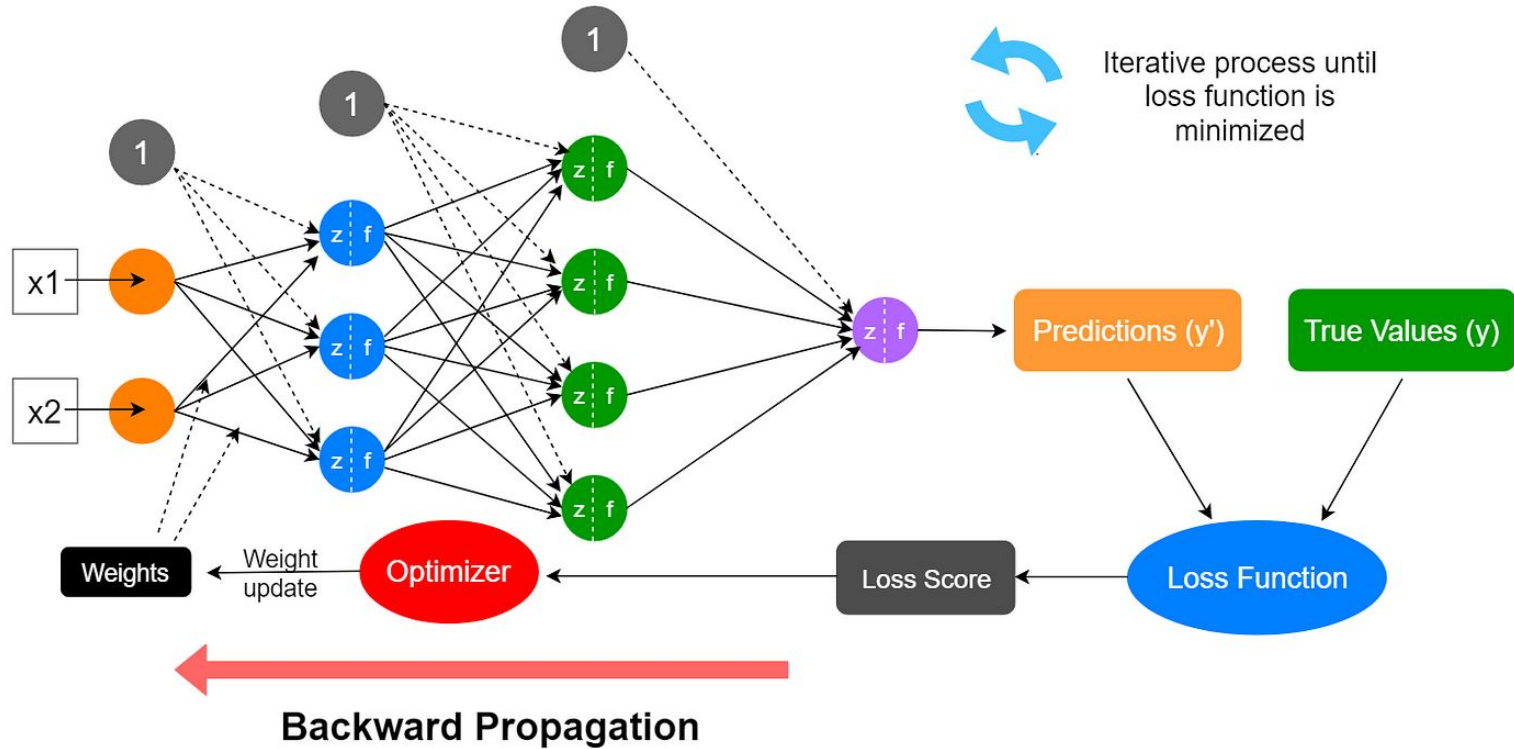 1
Iterative process until
loss function is
minimized
1
1
z f
z f
x1
z f
z f
z f
Predictions (y')
True Values (y)
x2
z f
z f
z f
Weights
Weight
update
Optimizer
Loss Score
Loss Function
Backward Propagation